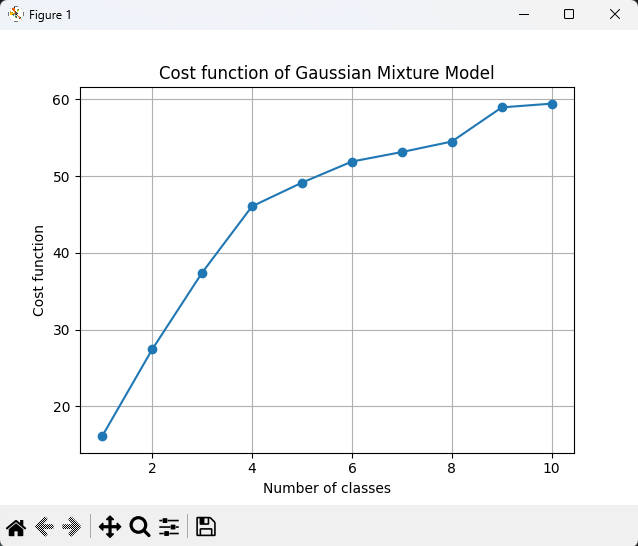 Figure 1
Cost function of Gaussian Mixture Model
60
50
40
30
20
Cost function
2 4 6 8 10
Number of classes